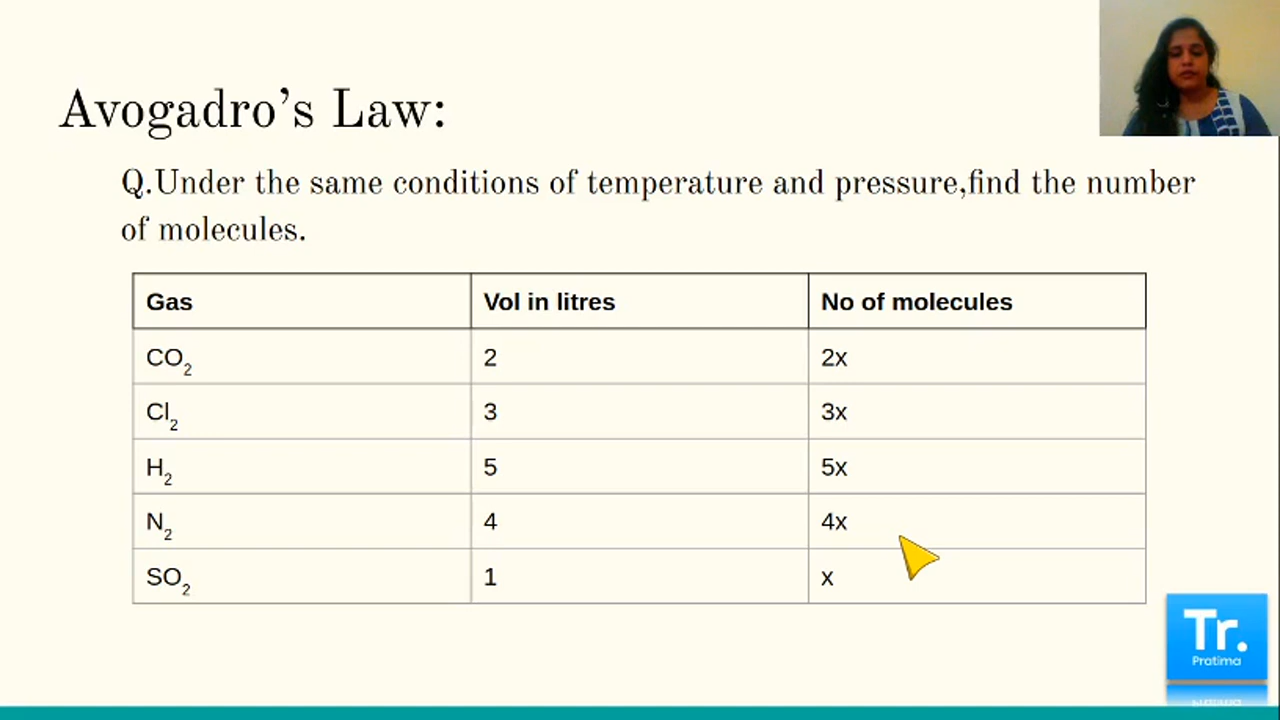 Avogadro's Law:
Q.Under the same conditions of temperature and pressure,find the number
of molecules.
Gas Vol in litres No of molecules
CO₂ 2 2x
Cl₂ 3 3x
H₂ 5 5x
N₂ 4 4x
SO₂ 1 x
Tr.
Pratima